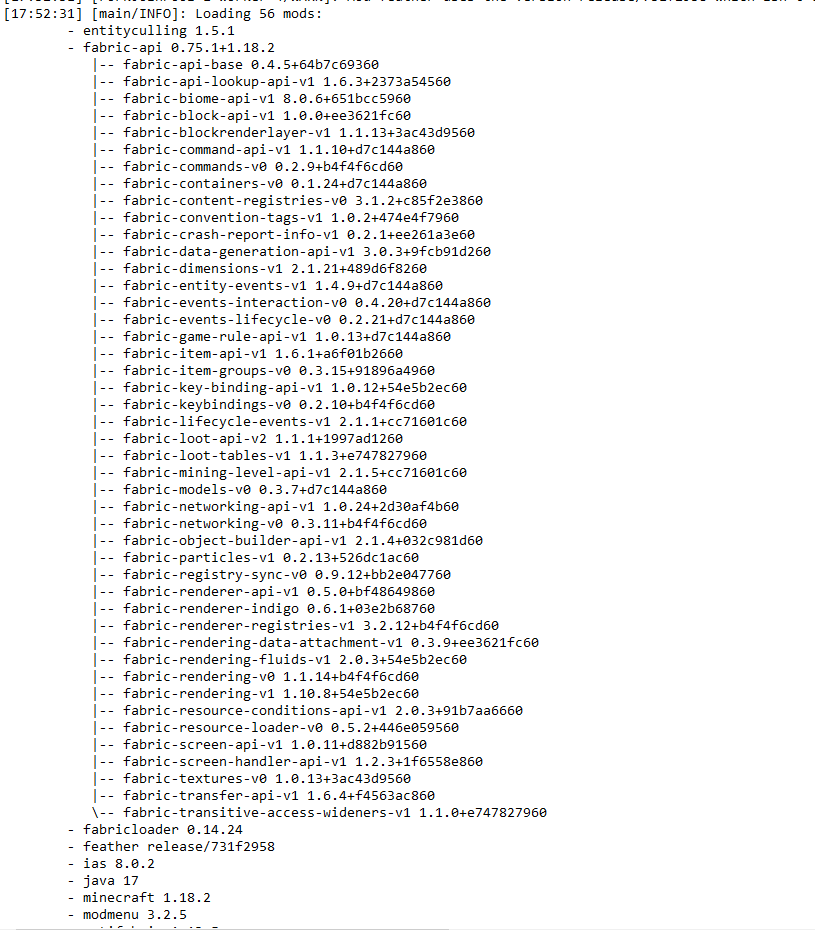 [17:52:31] [main/INFO]: Loading 56 mods:
- entityculling 1.5.1
- fabric-api 0.75.1+1.18.2
|-- fabric-api-base 0.4.5+64b7c69360
|-- fabric-api-lookup-api-v1 1.6.3+2373a54560
|-- fabric-biome-api-v1 8.0.6+651bcc5960
|-- fabric-block-api-v1 1.0.0+ee3621fc60
|-- fabric-blockrenderlayer-v1 1.1.13+3ac43d9560
|-- fabric-command-api-v1 1.1.10+d7c144a860
|-- fabric-commands-v0 0.2.9+b4f4f6cd60
|-- fabric-containers-v0 0.1.24+d7c144a860
|-- fabric-content-registries-v0 3.1.2+c85f2e3860
|-- fabric-convention-tags-v1 1.0.2+474e4f7960
|-- fabric-crash-report-info-v1 0.2.1+ee261a3e60
|-- fabric-data-generation-api-v1 3.0.3+9fcb91d260
|-- fabric-dimensions-v1 2.1.21+489d6f8260
|-- fabric-entity-events-v1 1.4.9+d7c144a860
|-- fabric-events-interaction-v0 0.4.20+d7c144a860
|-- fabric-events-lifecycle-v0 0.2.21+d7c144a860
|-- fabric-game-rule-api-v1 1.0.13+d7c144a860
|-- fabric-item-api-v1 1.6.1+a6f01b2660
|-- fabric-item-groups-v0 0.3.15+91896a4960
|-- fabric-key-binding-api-v1 1.0.12+54e5b2ec60
|-- fabric-keybindings-v0 0.2.10+b4f4f6cd60
|-- fabric-lifecycle-events-v1 2.1.1+cc71601c60
|-- fabric-loot-api-v2 1.1.1+1997ad1260
|-- fabric-loot-tables-v1 1.1.3+e747827960
|-- fabric-mining-level-api-v1 2.1.5+cc71601c60
|-- fabric-models-v0 0.3.7+d7c144a860
|-- fabric-networking-api-v1 1.0.24+2d30af4b60
|-- fabric-networking-v0 0.3.11+b4f4f6cd60
|-- fabric-object-builder-api-v1 2.1.4+032c981d60
|-- fabric-particles-v1 0.2.13+526dc1ac60
|-- fabric-registry-sync-v0 0.9.12+bb2e047760
|-- fabric-renderer-api-v1 0.5.0+bf48649860
|-- fabric-renderer-indigo 0.6.1+03e2b68760
|-- fabric-renderer-registries-v1 3.2.12+b4f4f6cd60
|-- fabric-rendering-data-attachment-v1 0.3.9+ee3621fc60
|-- fabric-rendering-fluids-v1 2.0.3+54e5b2ec60
|-- fabric-rendering-v0 1.1.14+b4f4f6cd60
|-- fabric-rendering-v1 1.10.8+54e5b2ec60
|-- fabric-resource-conditions-api-v1 2.0.3+91b7aa6660
|-- fabric-resource-loader-v0 0.5.2+446e059560
|-- fabric-screen-api-v1 1.0.11+d882b91560
|-- fabric-screen-handler-api-v1 1.2.3+1f6558e860
|-- fabric-textures-v0 1.0.13+3ac43d9560
|-- fabric-transfer-api-v1 1.6.4+f4563ac860
\-- fabric-transitive-access-wideners-v1 1.1.0+e747827960
- fabricloader 0.14.24
- feather release/731f2958
- ias 8.0.2
- java 17
- minecraft 1.18.2
- modmenu 3.2.5